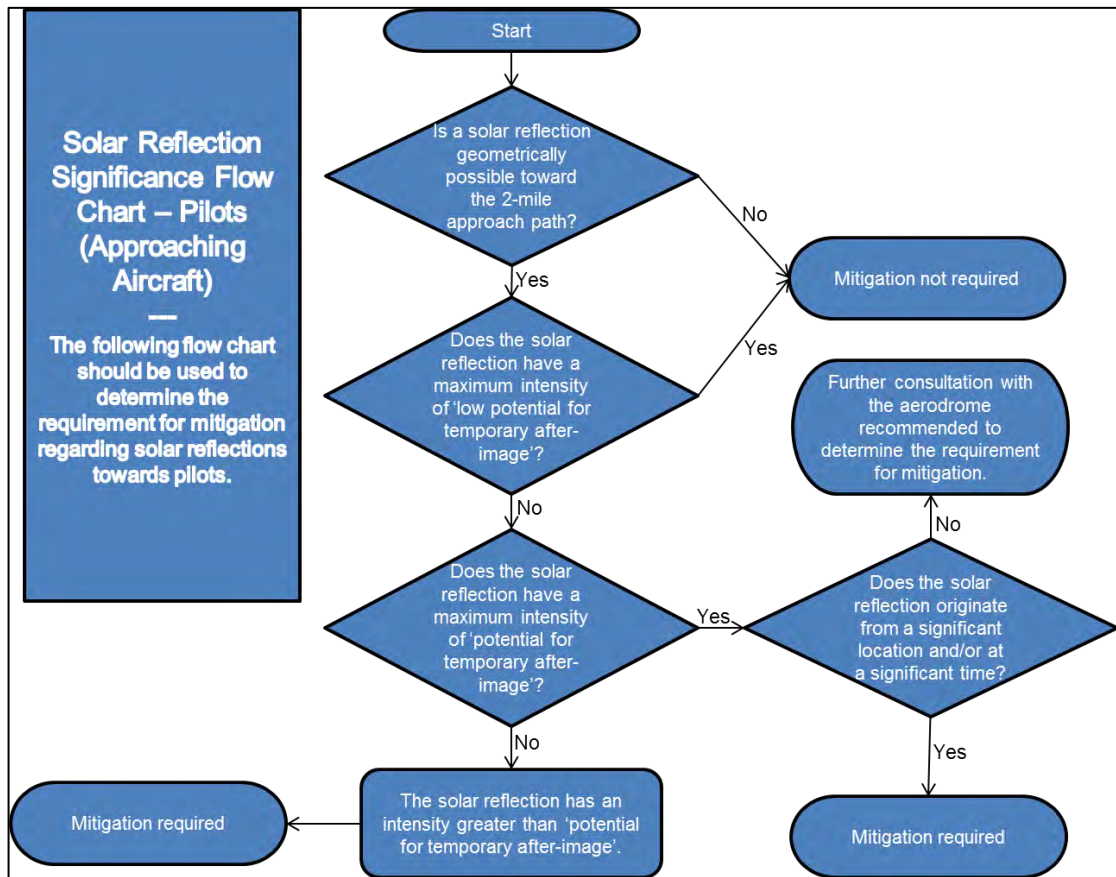 Solar Reflection
Significance Flow
Chart – Pilots
(Approaching
Aircraft)
—
The following flow chart
should be used to
determine the
requirement for mitigation
regarding solar reflections
towards pilots.
Start
Is a solar reflection
geometrically
possible toward
the 2-mile
approach path?
No
Yes
Mitigation not required
Does the solar
reflection have a
maximum intensity
of ‘low potential for
temporary after-
image’?
Yes
No
Further consultation with
the aerodrome
recommended to
determine the requirement
for mitigation.
No
Does the solar
reflection have a
maximum intensity
of ‘potential for
temporary after-
image’?
Yes
Does the solar
reflection originate
from a significant
location and/or at
a significant time?
No
Yes
The solar reflection has an
intensity greater than ‘potential
for temporary after-image’.
Mitigation required
Mitigation required